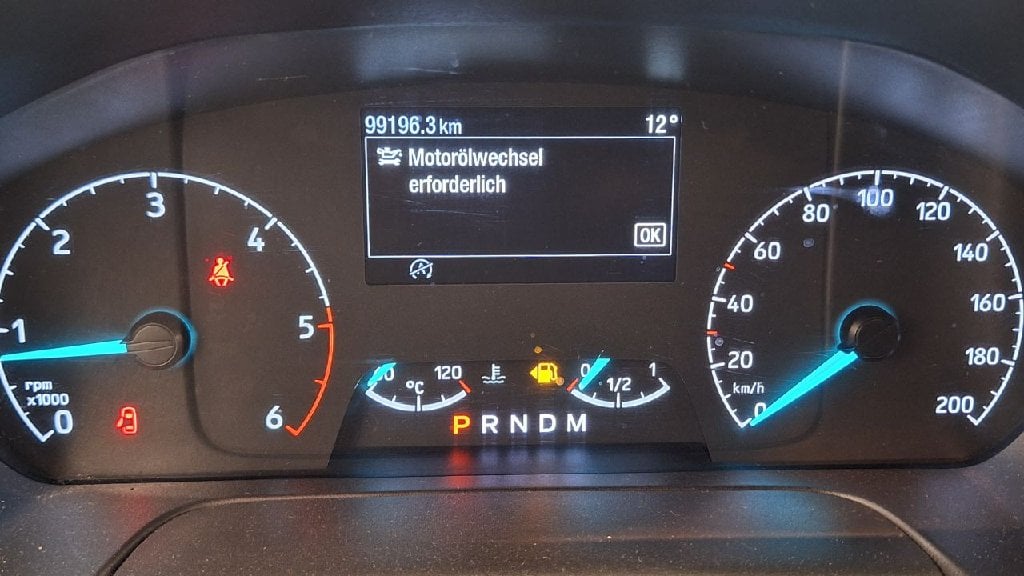 99196.3 km 12°
Motorölwechsel
erforderlich
OK
A
0 1 2 3 4 5 6
rpm
x1000
120
°C
0 1/2 1
P R N D M
0 20 40 60 80 100 120 140 160 180 200
km/h